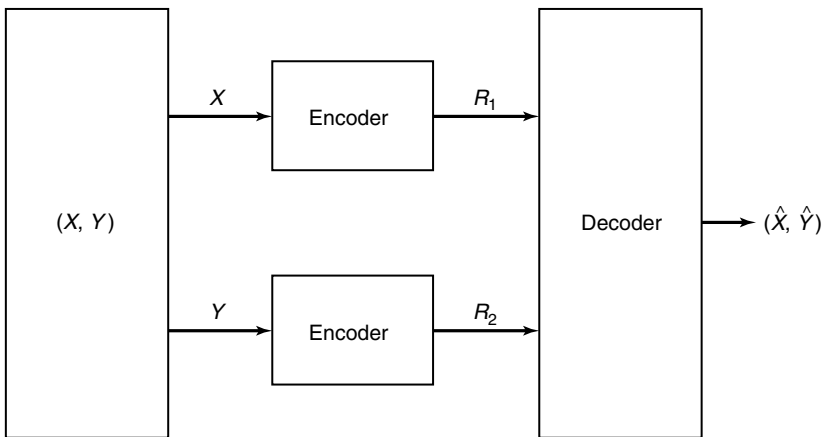 X
Encoder
R₁
(X, Y)
Decoder
(X̂, Ŷ)
Y
Encoder
R₂